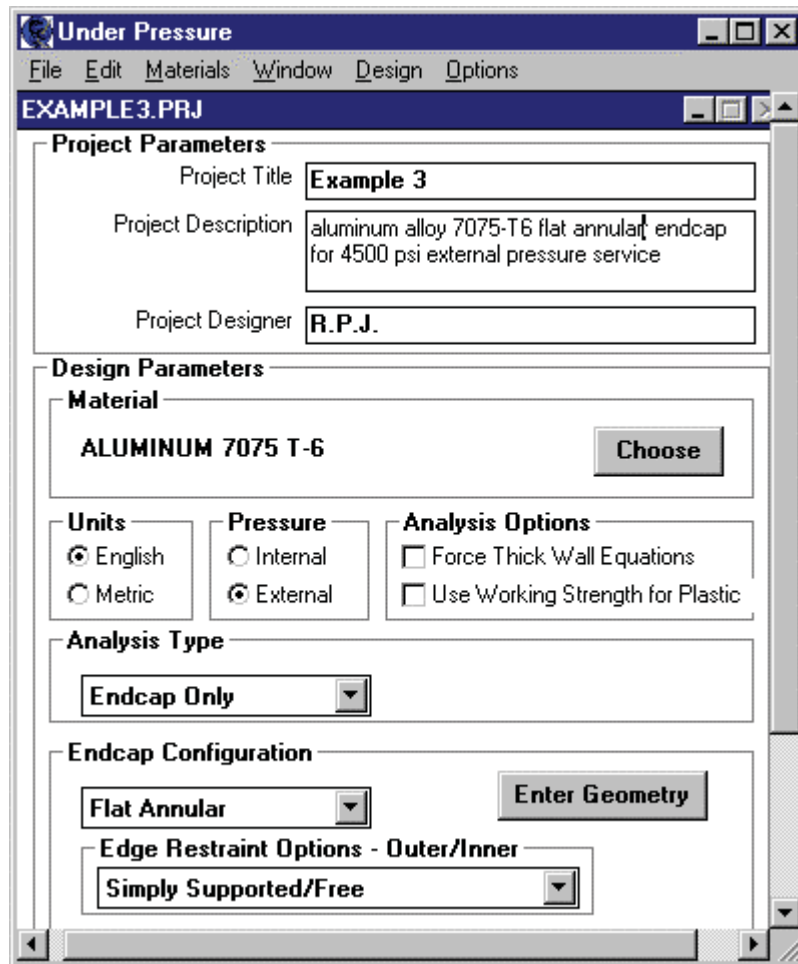 Under Pressure
File Edit Materials Window Design Options
EXAMPLE3.PRJ
Project Parameters
Project Title Example 3
Project Description aluminum alloy 7075-T6 flat annular endcap
for 4500 psi external pressure service
Project Designer R.P.J.
Design Parameters
Material
ALUMINUM 7075 T-6 Choose
Units Pressure Analysis Options
English Internal Force Thick Wall Equations
Metric External Use Working Strength for Plastic
Analysis Type
Endcap Only
Endcap Configuration
Flat Annular Enter Geometry
Edge Restraint Options - Outer/Inner
Simply Supported/Free